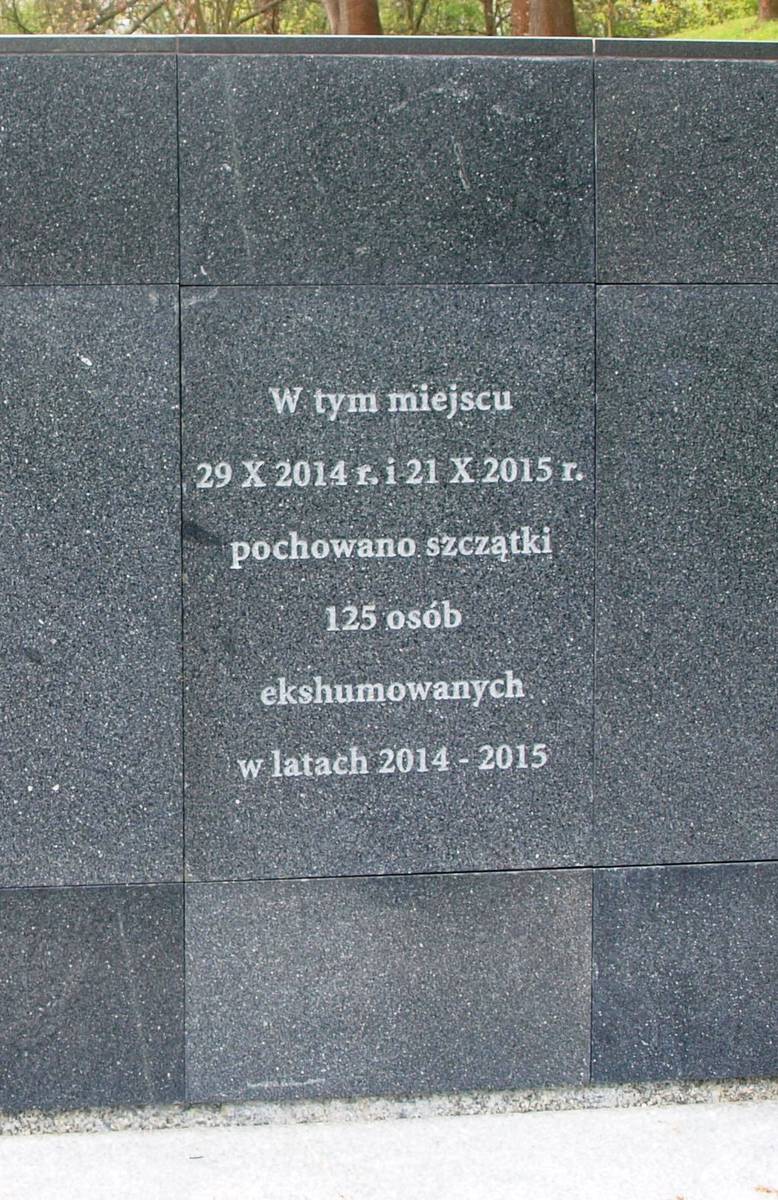 W tym miejscu
29 X 2014 r. i 21 X 2015 r.
pochowano szczątki
125 osób
ekshumowanych
w latach 2014 - 2015